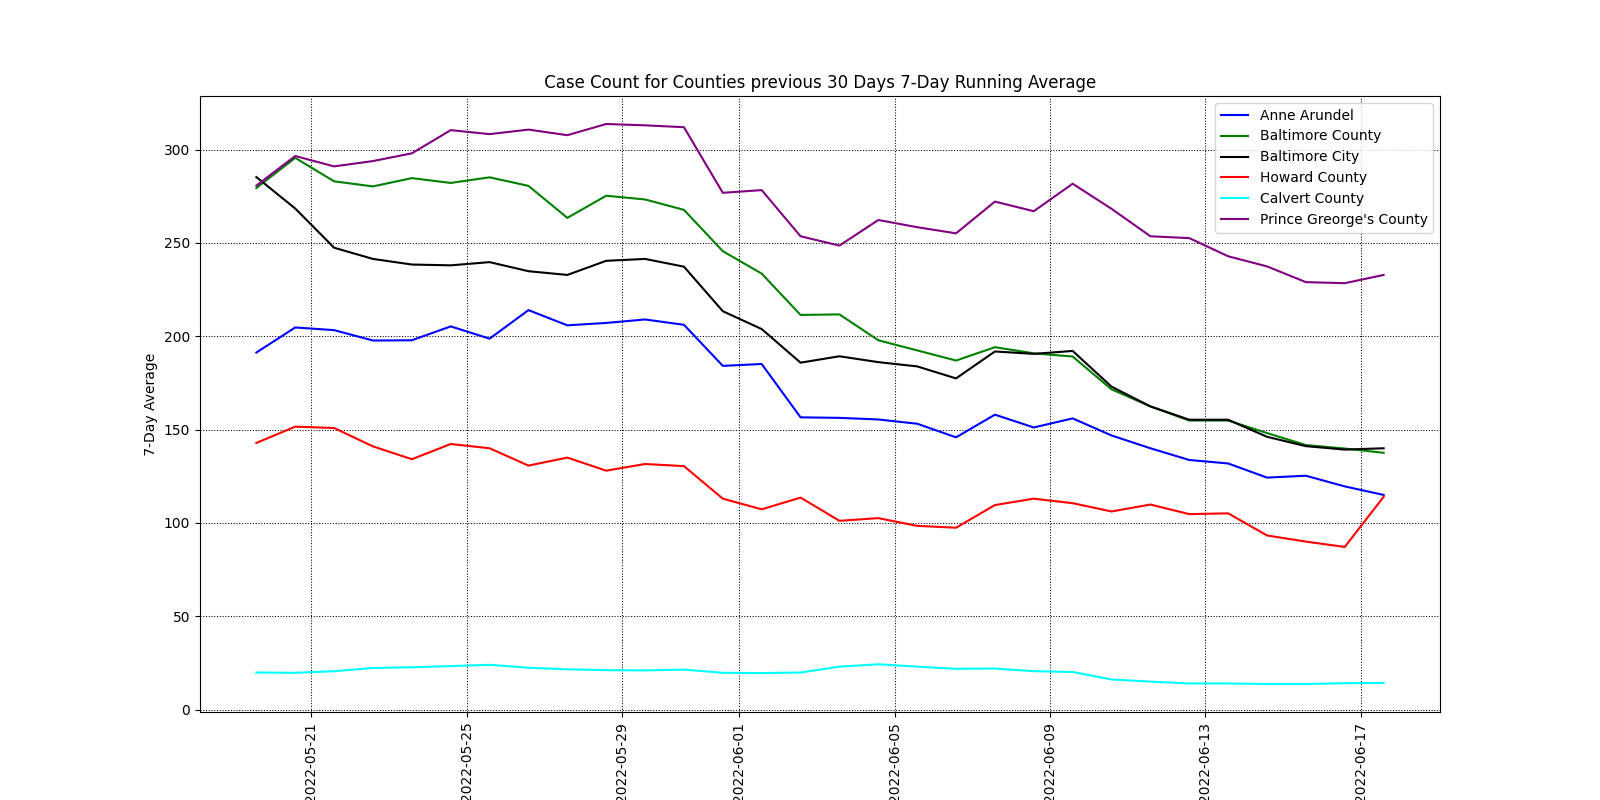 Case Count for Counties previous 30 Days 7-Day Running Average
Anne Arundel
Baltimore County
Baltimore City
Howard County
Calvert County
Prince Greorge's County
7-Day Average
300
250
200
150
100
50
0
2022-05-21
2022-05-25
2022-05-29
2022-06-01
2022-06-05
2022-06-09
2022-06-13
2022-06-17